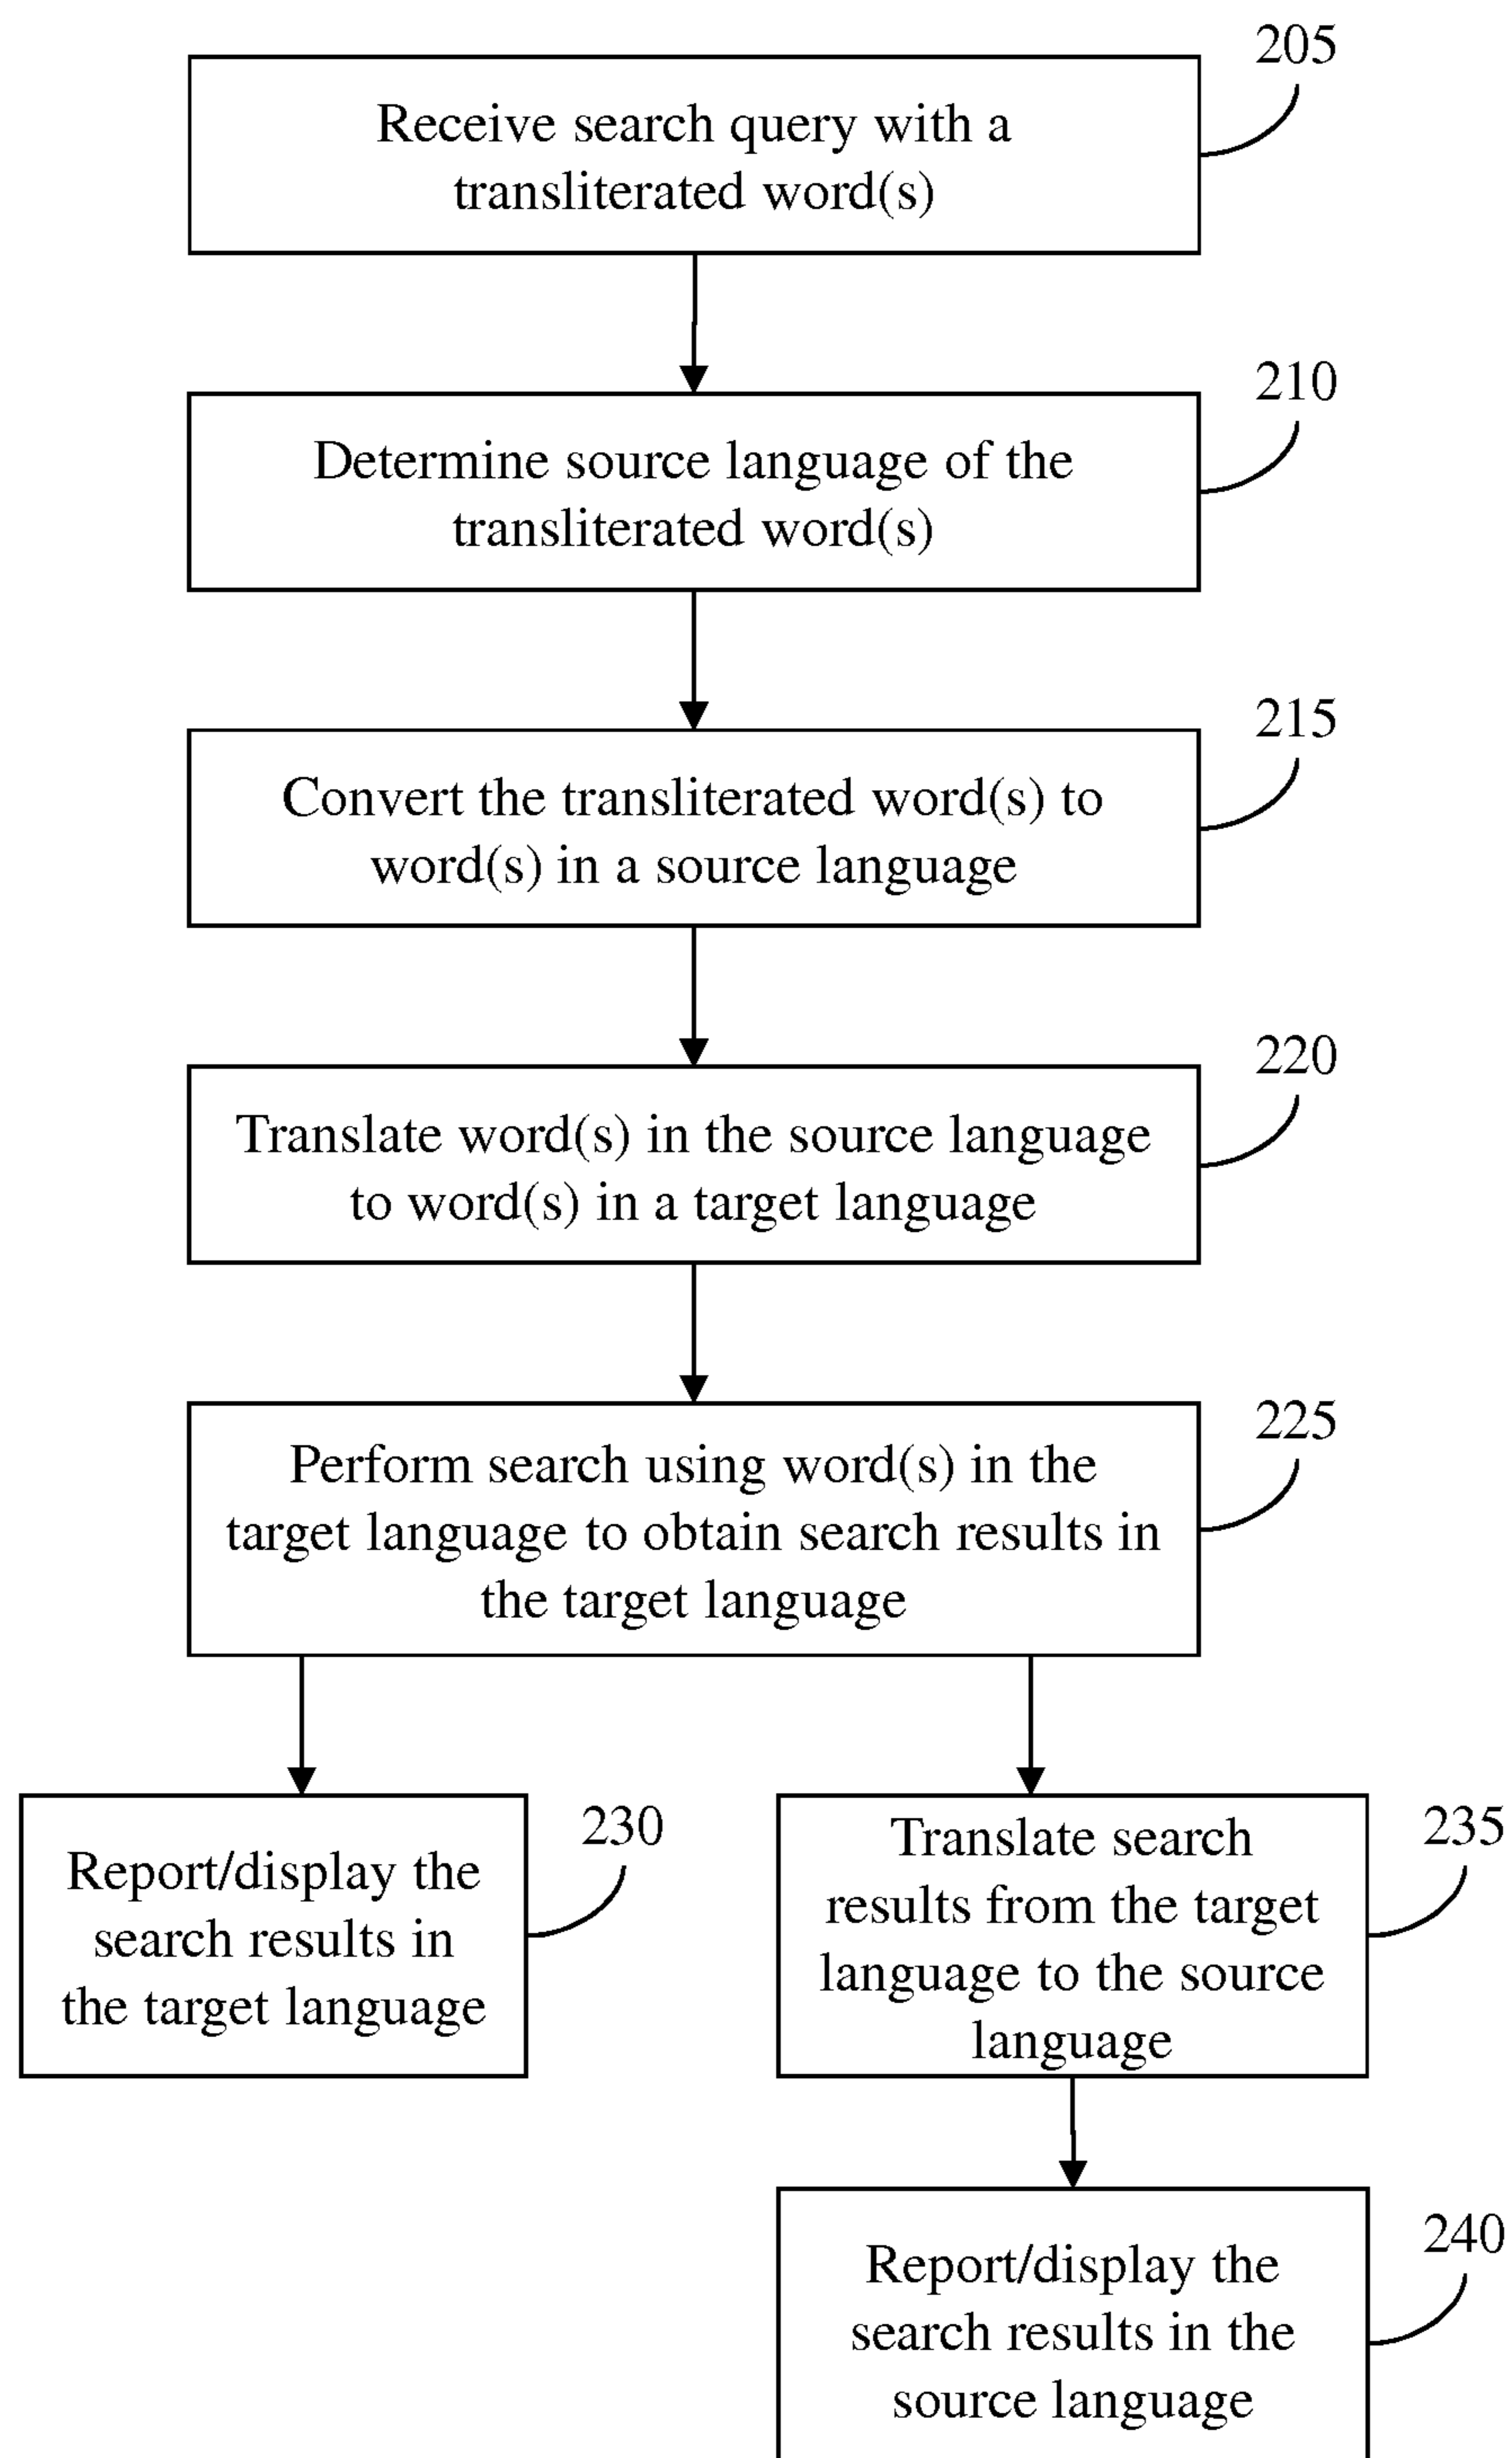 205
Receive search query with a
transliterated word(s)
210
Determine source language of the
transliterated word(s)
215
Convert the transliterated word(s) to
word(s) in a source language
220
Translate word(s) in the source language
to word(s) in a target language
225
Perform search using word(s) in the
target language to obtain search results in
the target language
230
Report/display the
search results in
the target language
235
Translate search
results from the target
language to the source
language
240
Report/display the
search results in the
source language